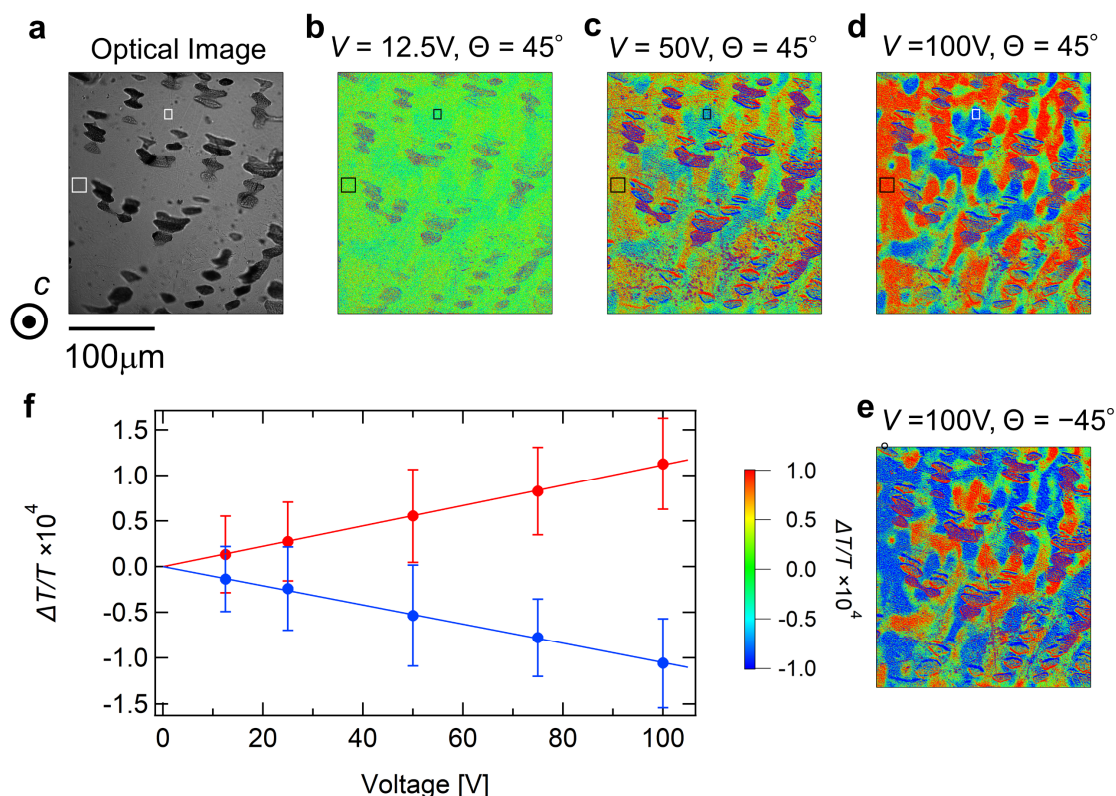 a
Optical Image
b
V = 12.5V, Θ = 45°
c
V = 50V, Θ = 45°
d
V =100V, Θ = 45°
c
100μm
f
1.5
1.0
0.5
0.0
-0.5
-1.0
-1.5
ΔT/T ×10⁴
0
20
40
60
80
100
Voltage [V]
1.0
0.5
0.0
-0.5
-1.0
ΔT/T ×10⁴
e
V =100V, Θ = −45°